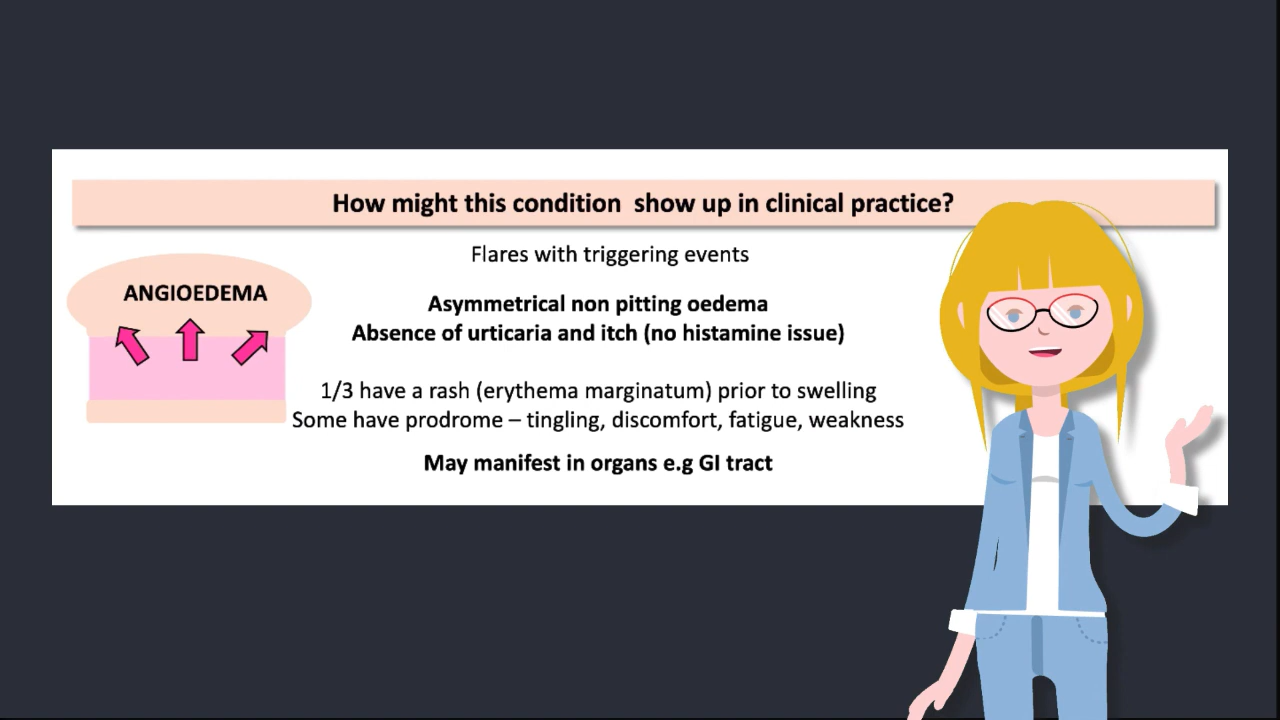 How might this condition  show up in clinical practice?
Flares with triggering events
ANGIOEDEMA
Asymmetrical non pitting oedema
Absence of urticaria and itch (no histamine issue)
1/3 have a rash (erythema marginatum) prior to swelling
Some have prodrome – tingling, discomfort, fatigue, weakness
May manifest in organs e.g GI tract